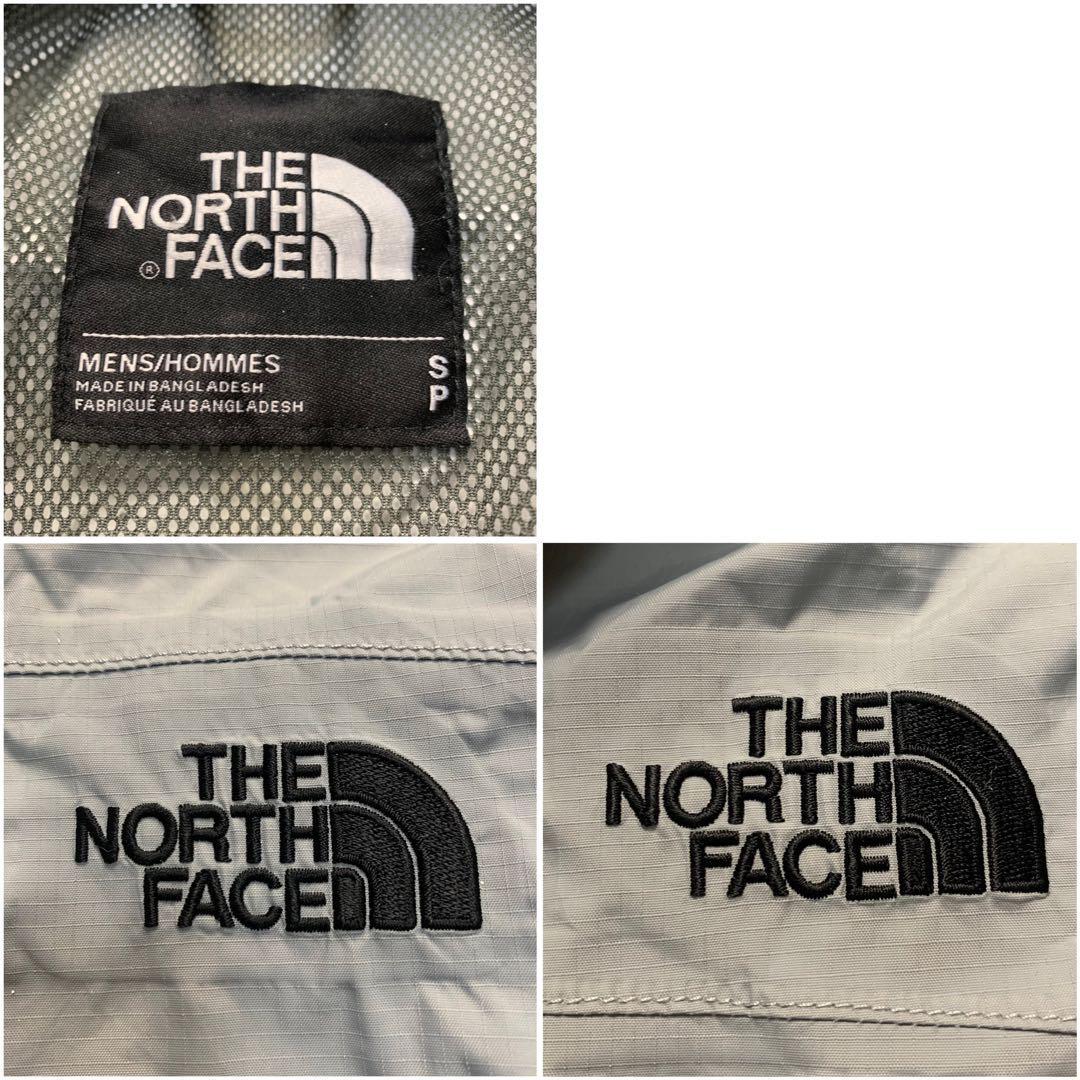 THE
NORTH
® FACE
MENS/HOMMES S
MADE IN BANGLADESH P
FABRIQUÉ AU BANGLADESH
THE
NORTH
FACE
THE
NORTH
FACE